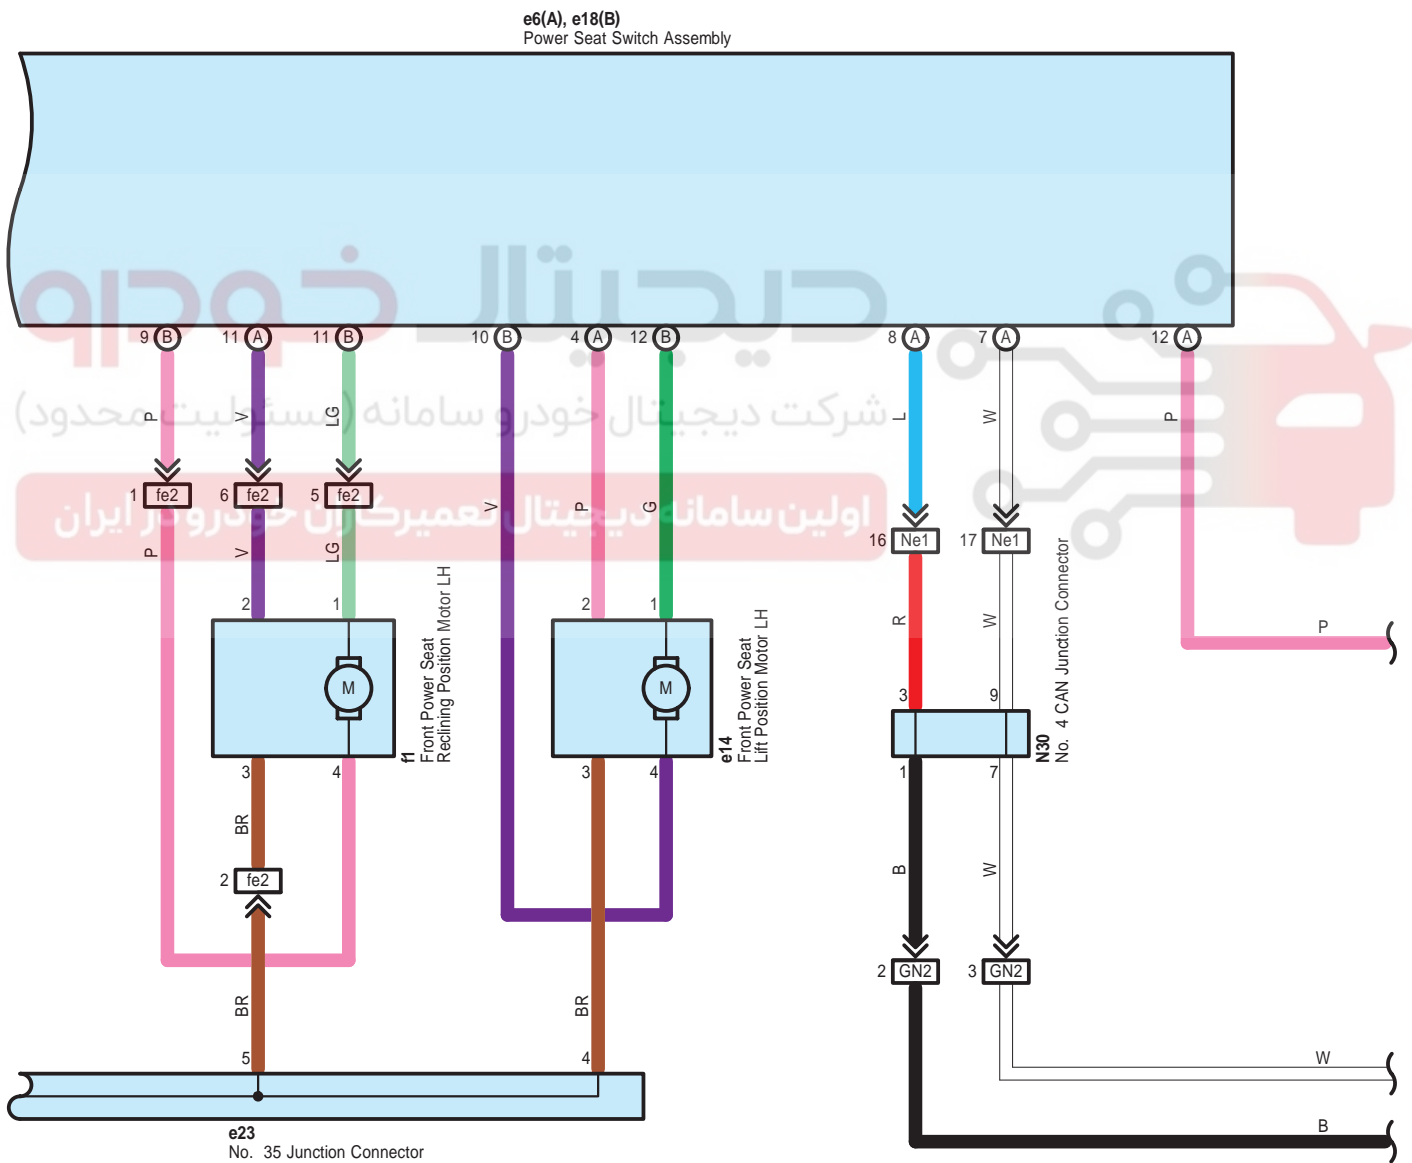 e6(A), e18(B)
Power Seat Switch Assembly
دیجیتال خودرو
شرکت دیجیتال خودرو سامانه (مسئولیت محدود)
اولین سامانه دیجیتال تعمیرکاران خودرو در ایران
9 B 11 A 11 B 10 B 4 A 12 B 8 A 7 A 12 A
P V LG L W P
1 fe2 6 fe2 5 fe2
V P G
16 Ne1 17 Ne1
P V LG
2 1 2 1
R W
P
M M
3 9
f1
Front Power Seat
Reclining Position Motor LH
e14
Front Power Seat
Lift Position Motor LH
N30
No. 4 CAN Junction Connector
3 4 3 4 1 7
BR
B W
2 fe2
2 GN2 3 GN2
BR BR
5 4
W
B
e23
No. 35 Junction Connector